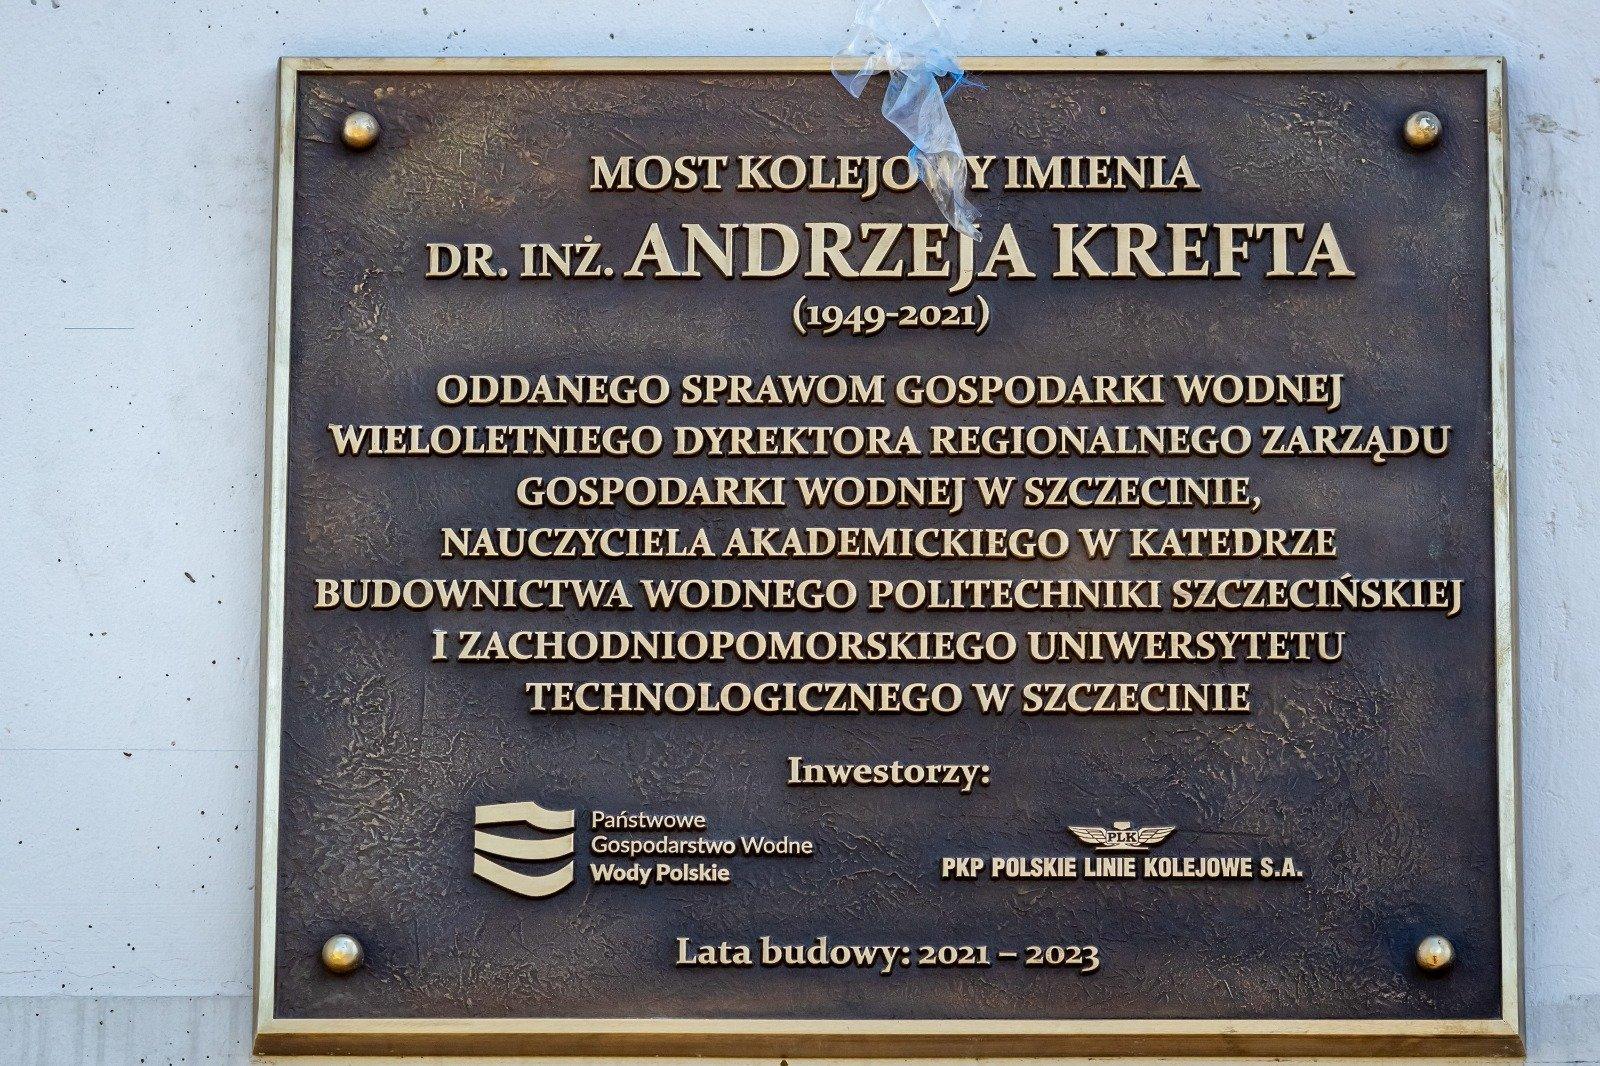 MOST KOLEJOWY IMIENIA
DR. INŻ. ANDRZEJA KREFTA
(1949-2021)
ODDANEGO SPRAWOM GOSPODARKI WODNEJ
WIELOLETNIEGO DYREKTORA REGIONALNEGO ZARZĄDU
GOSPODARKI WODNEJ W SZCZECINIE,
NAUCZYCIELA AKADEMICKIEGO W KATEDRZE
BUDOWNICTWA WODNEGO POLITECHNIKI SZCZECIŃSKIEJ
I ZACHODNIOPOMORSKIEGO UNIWERSYTETU
TECHNOLOGICZNEGO W SZCZECINIE
Inwestorzy:
Państwowe
Gospodarstwo Wodne
Wody Polskie
PLK
PKP POLSKIE LINIE KOLEJOWE S.A.
Lata budowy: 2021 – 2023